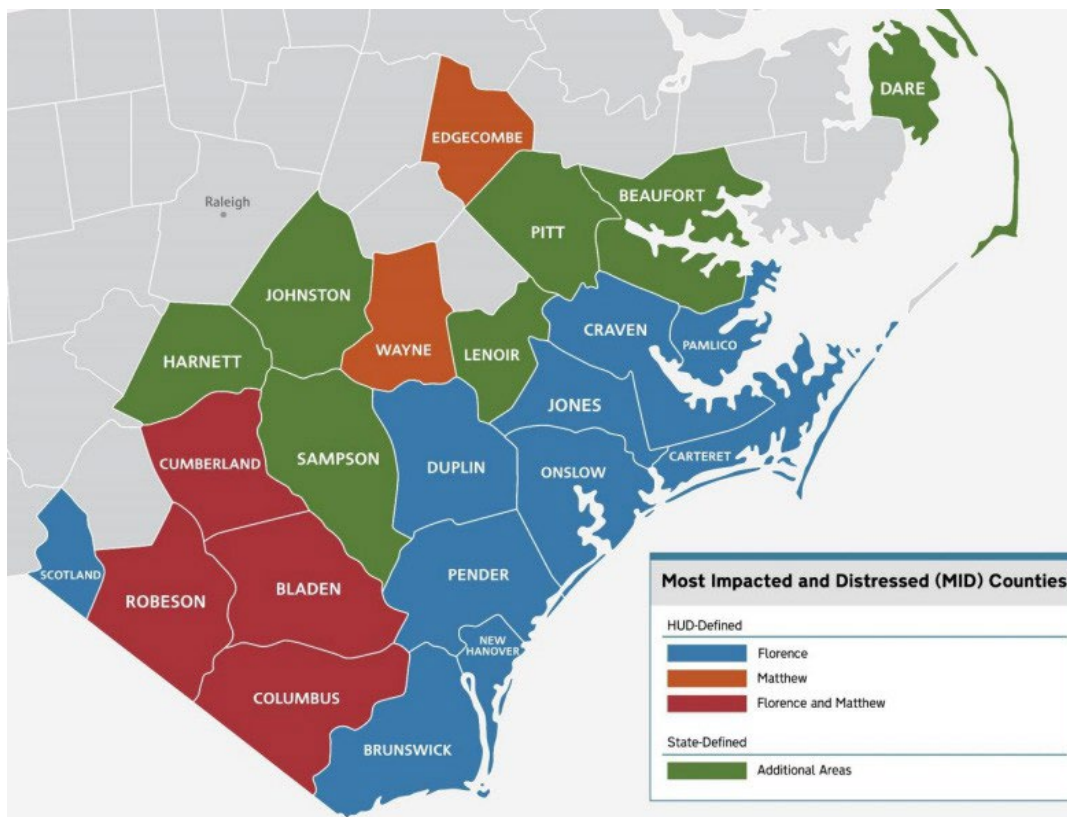 DARE
EDGECOMBE
BEAUFORT
Raleigh
PITT
JOHNSTON
CRAVEN
PAMLICO
WAYNE
LENOIR
HARNETT
JONES
CUMBERLAND
SAMPSON
DUPLIN
ONSLOW
CARTERET
SCOTLAND
PENDER
BLADEN
ROBESON
NEW
HANOVER
COLUMBUS
BRUNSWICK
Most Impacted and Distressed (MID) Counties
HUD-Defined
Florence
Matthew
Florence and Matthew
State-Defined
Additional Areas